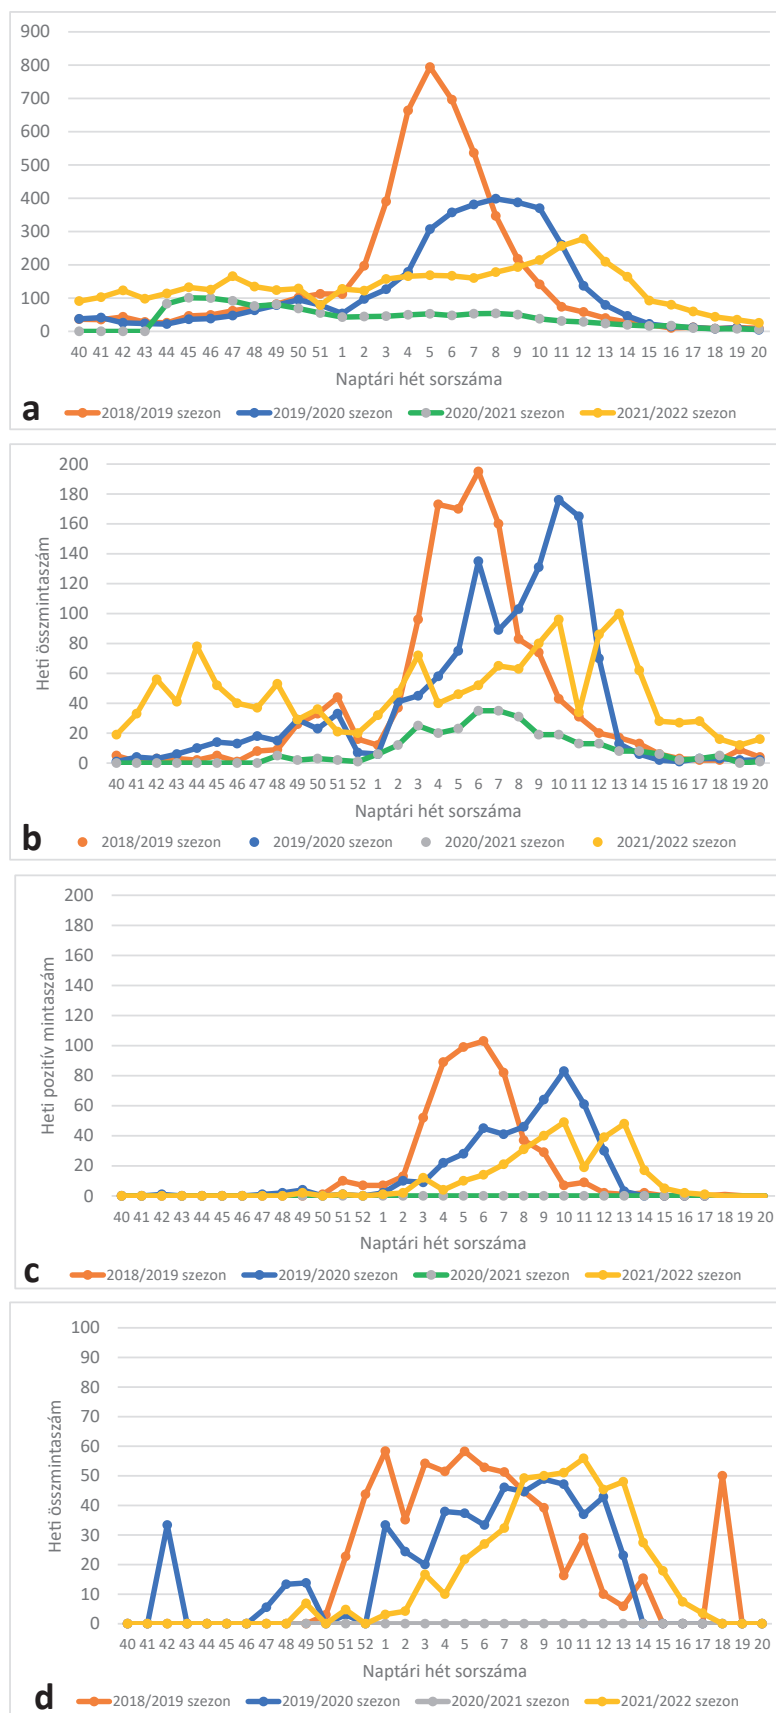 900
800
700
600
500
400
300
200
100
0
40 41 42 43 44 45 46 47 48 49 50 51 1 2 3 4 5 6 7 8 9 10 11 12 13 14 15 16 17 18 19 20
Naptári hét sorszáma
a
2018/2019 szezon 2019/2020 szezon 2020/2021 szezon 2021/2022 szezon
200
180
160
140
120
100
80
60
40
20
0
Heti összmintaszám
40 41 42 43 44 45 46 47 48 49 50 51 52 1 2 3 4 5 6 7 8 9 10 11 12 13 14 15 16 17 18 19 20
Naptári hét sorszáma
b
2018/2019 szezon 2019/2020 szezon 2020/2021 szezon 2021/2022 szezon
200
180
160
140
120
100
80
60
40
20
0
Heti pozitív mintaszám
40 41 42 43 44 45 46 47 48 49 50 51 52 1 2 3 4 5 6 7 8 9 10 11 12 13 14 15 16 17 18 19 20
Naptári hét sorszáma
c
2018/2019 szezon 2019/2020 szezon 2020/2021 szezon 2021/2022 szezon
100
90
80
70
60
50
40
30
20
10
0
Heti összmintaszám
40 41 42 43 44 45 46 47 48 49 50 51 52 1 2 3 4 5 6 7 8 9 10 11 12 13 14 15 16 17 18 19 20
Naptári hét sorszáma
d
2018/2019 szezon 2019/2020 szezon 2020/2021 szezon 2021/2022 szezon